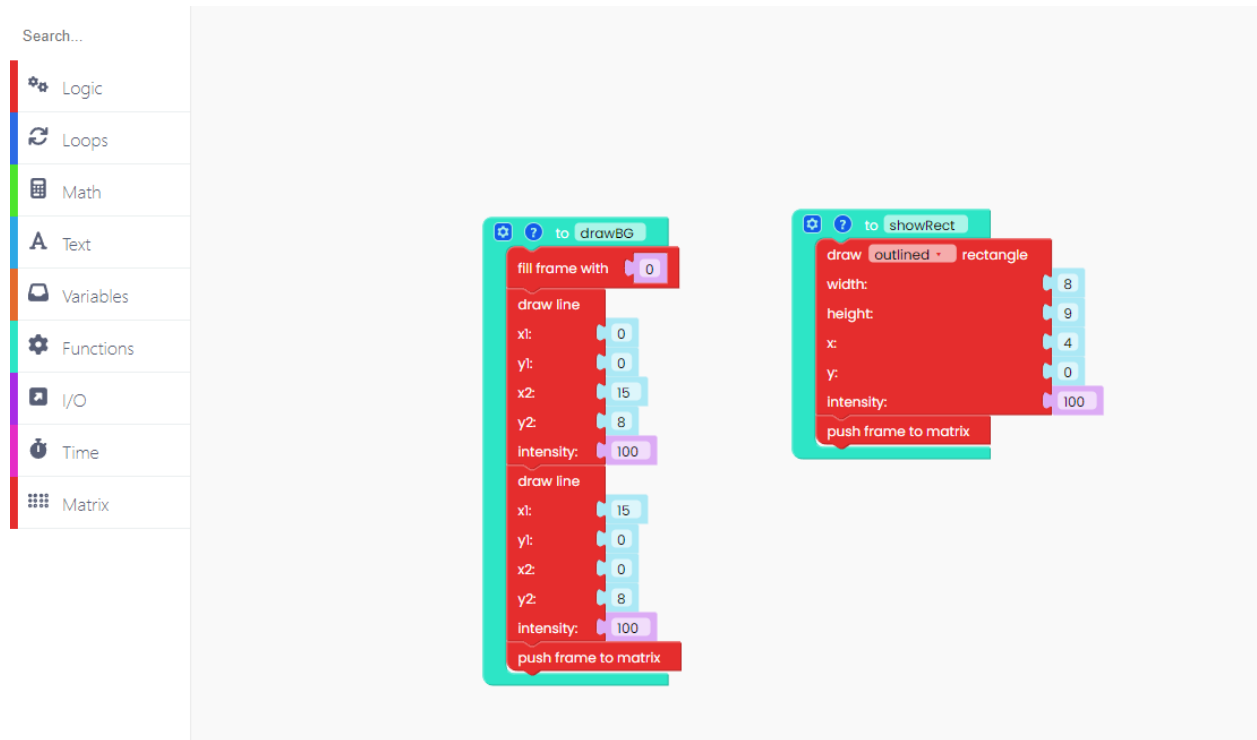 Search...
Logic
Loops
Math
Text
Variables
Functions
I/O
Time
Matrix
to drawBG
fill frame with 0
draw line
x1: 0
y1: 0
x2: 15
y2: 8
intensity: 100
draw line
x1: 15
y1: 0
x2: 0
y2: 8
intensity: 100
push frame to matrix
to showRect
draw outlined rectangle
width: 8
height: 9
x: 4
y: 0
intensity: 100
push frame to matrix